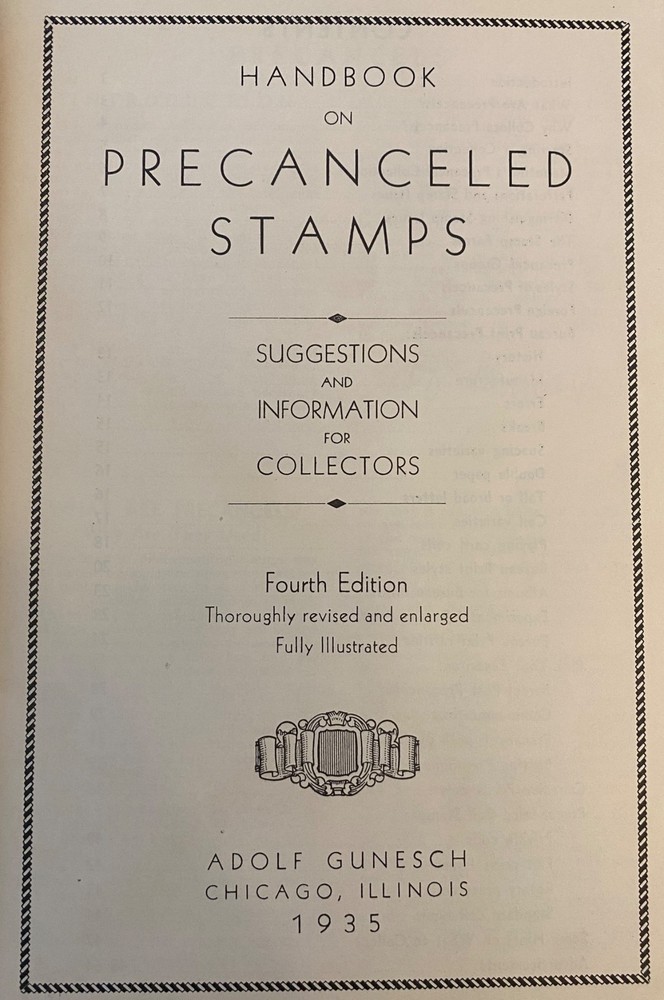 HANDBOOK
ON
PRECANCELED
STAMPS
SUGGESTIONS
AND
INFORMATION
FOR
COLLECTORS
Fourth Edition
Thoroughly revised and enlarged
Fully Illustrated
ADOLF GUNESCH
CHICAGO, ILLINOIS
1935